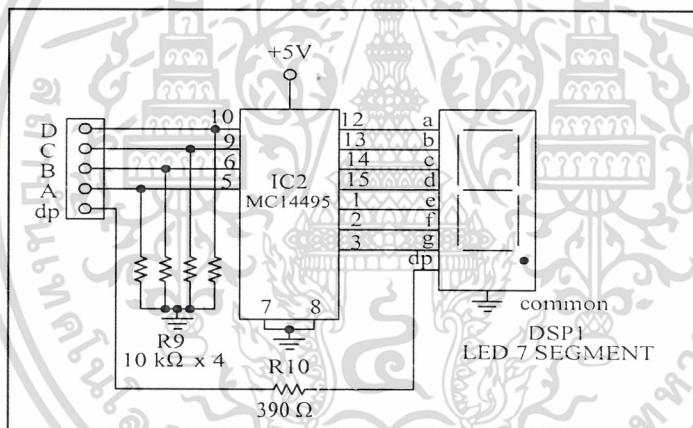 +5V
D 10 12 a
C 9 13 b
B 6 14 c
A 5 15 d
dp 1 e
IC2
MC14495
2 f
3 g
dp
7 8
common
R9
10 kΩ x 4
DSP1
LED 7 SEGMENT
R10
390 Ω